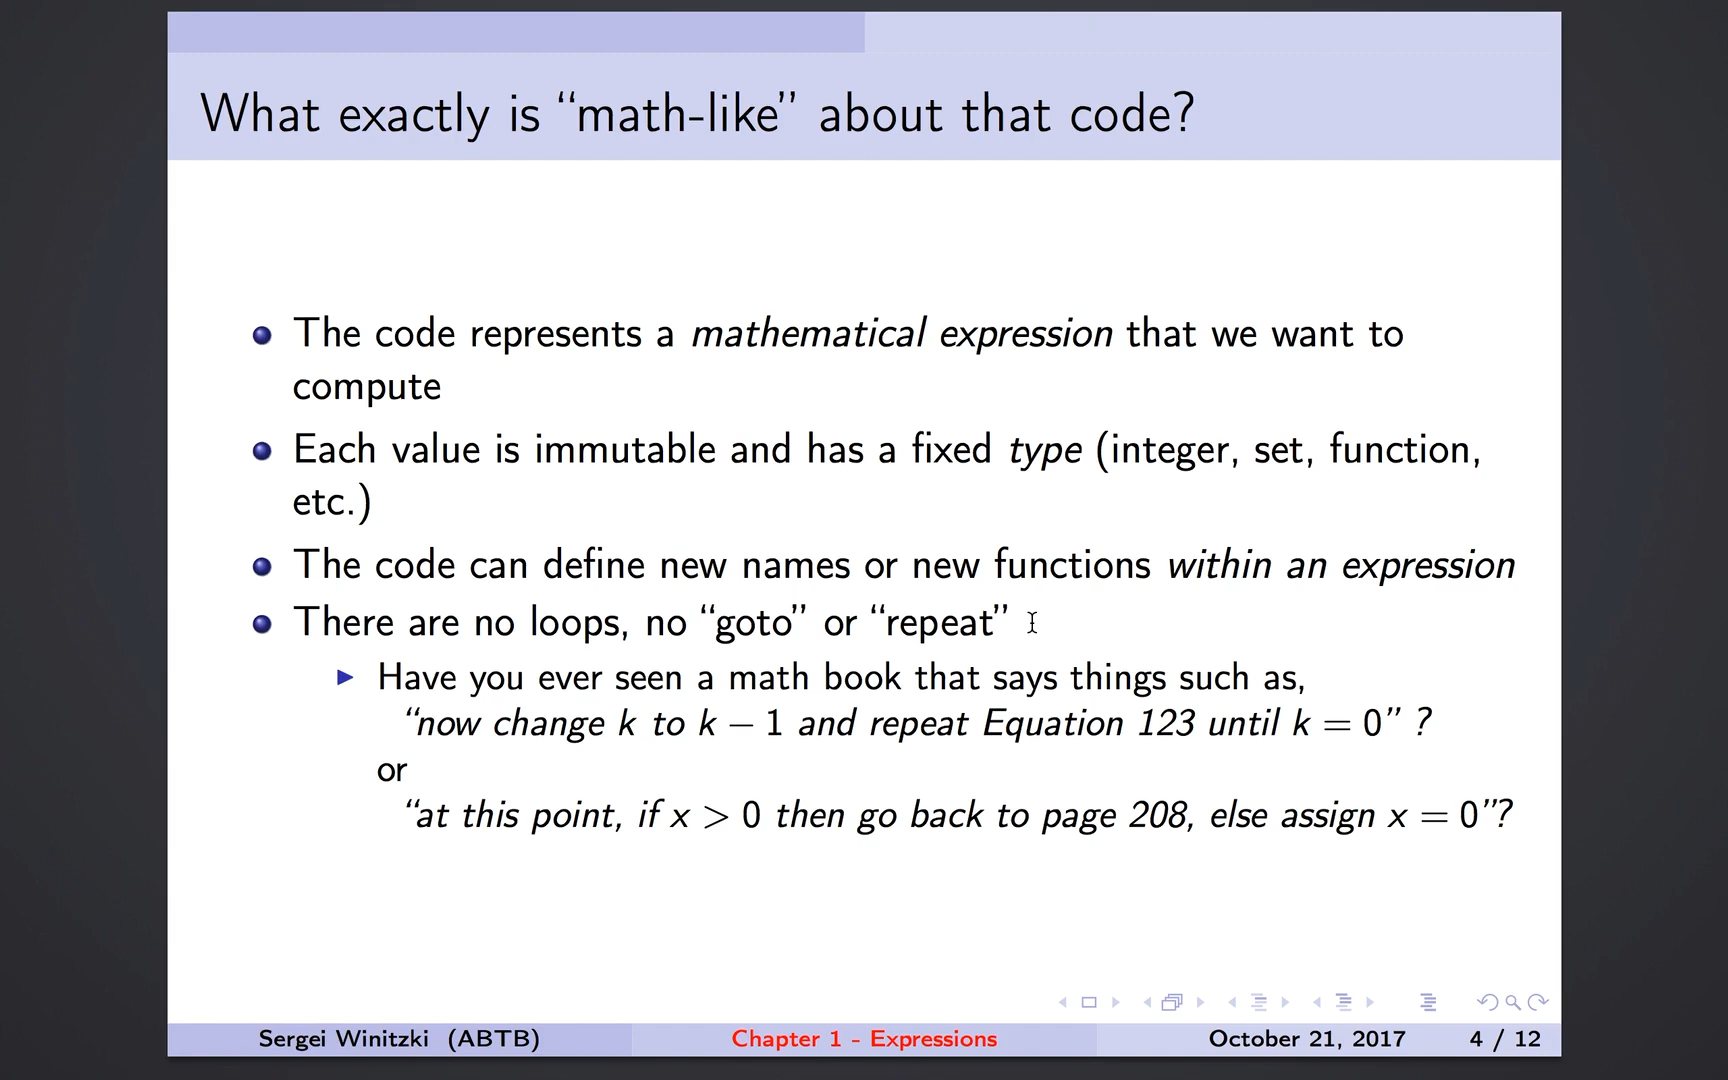 What exactly is “math-like” about that code?
The code represents a mathematical expression that we want to
compute
Each value is immutable and has a fixed type (integer, set, function,
etc.)
The code can define new names or new functions within an expression
There are no loops, no “goto” or “repeat”
Have you ever seen a math book that says things such as,
“now change k to k − 1 and repeat Equation 123 until k = 0” ?
or
“at this point, if x > 0 then go back to page 208, else assign x = 0”?
Sergei Winitzki (ABTB) Chapter 1 - Expressions October 21, 2017 4 / 12